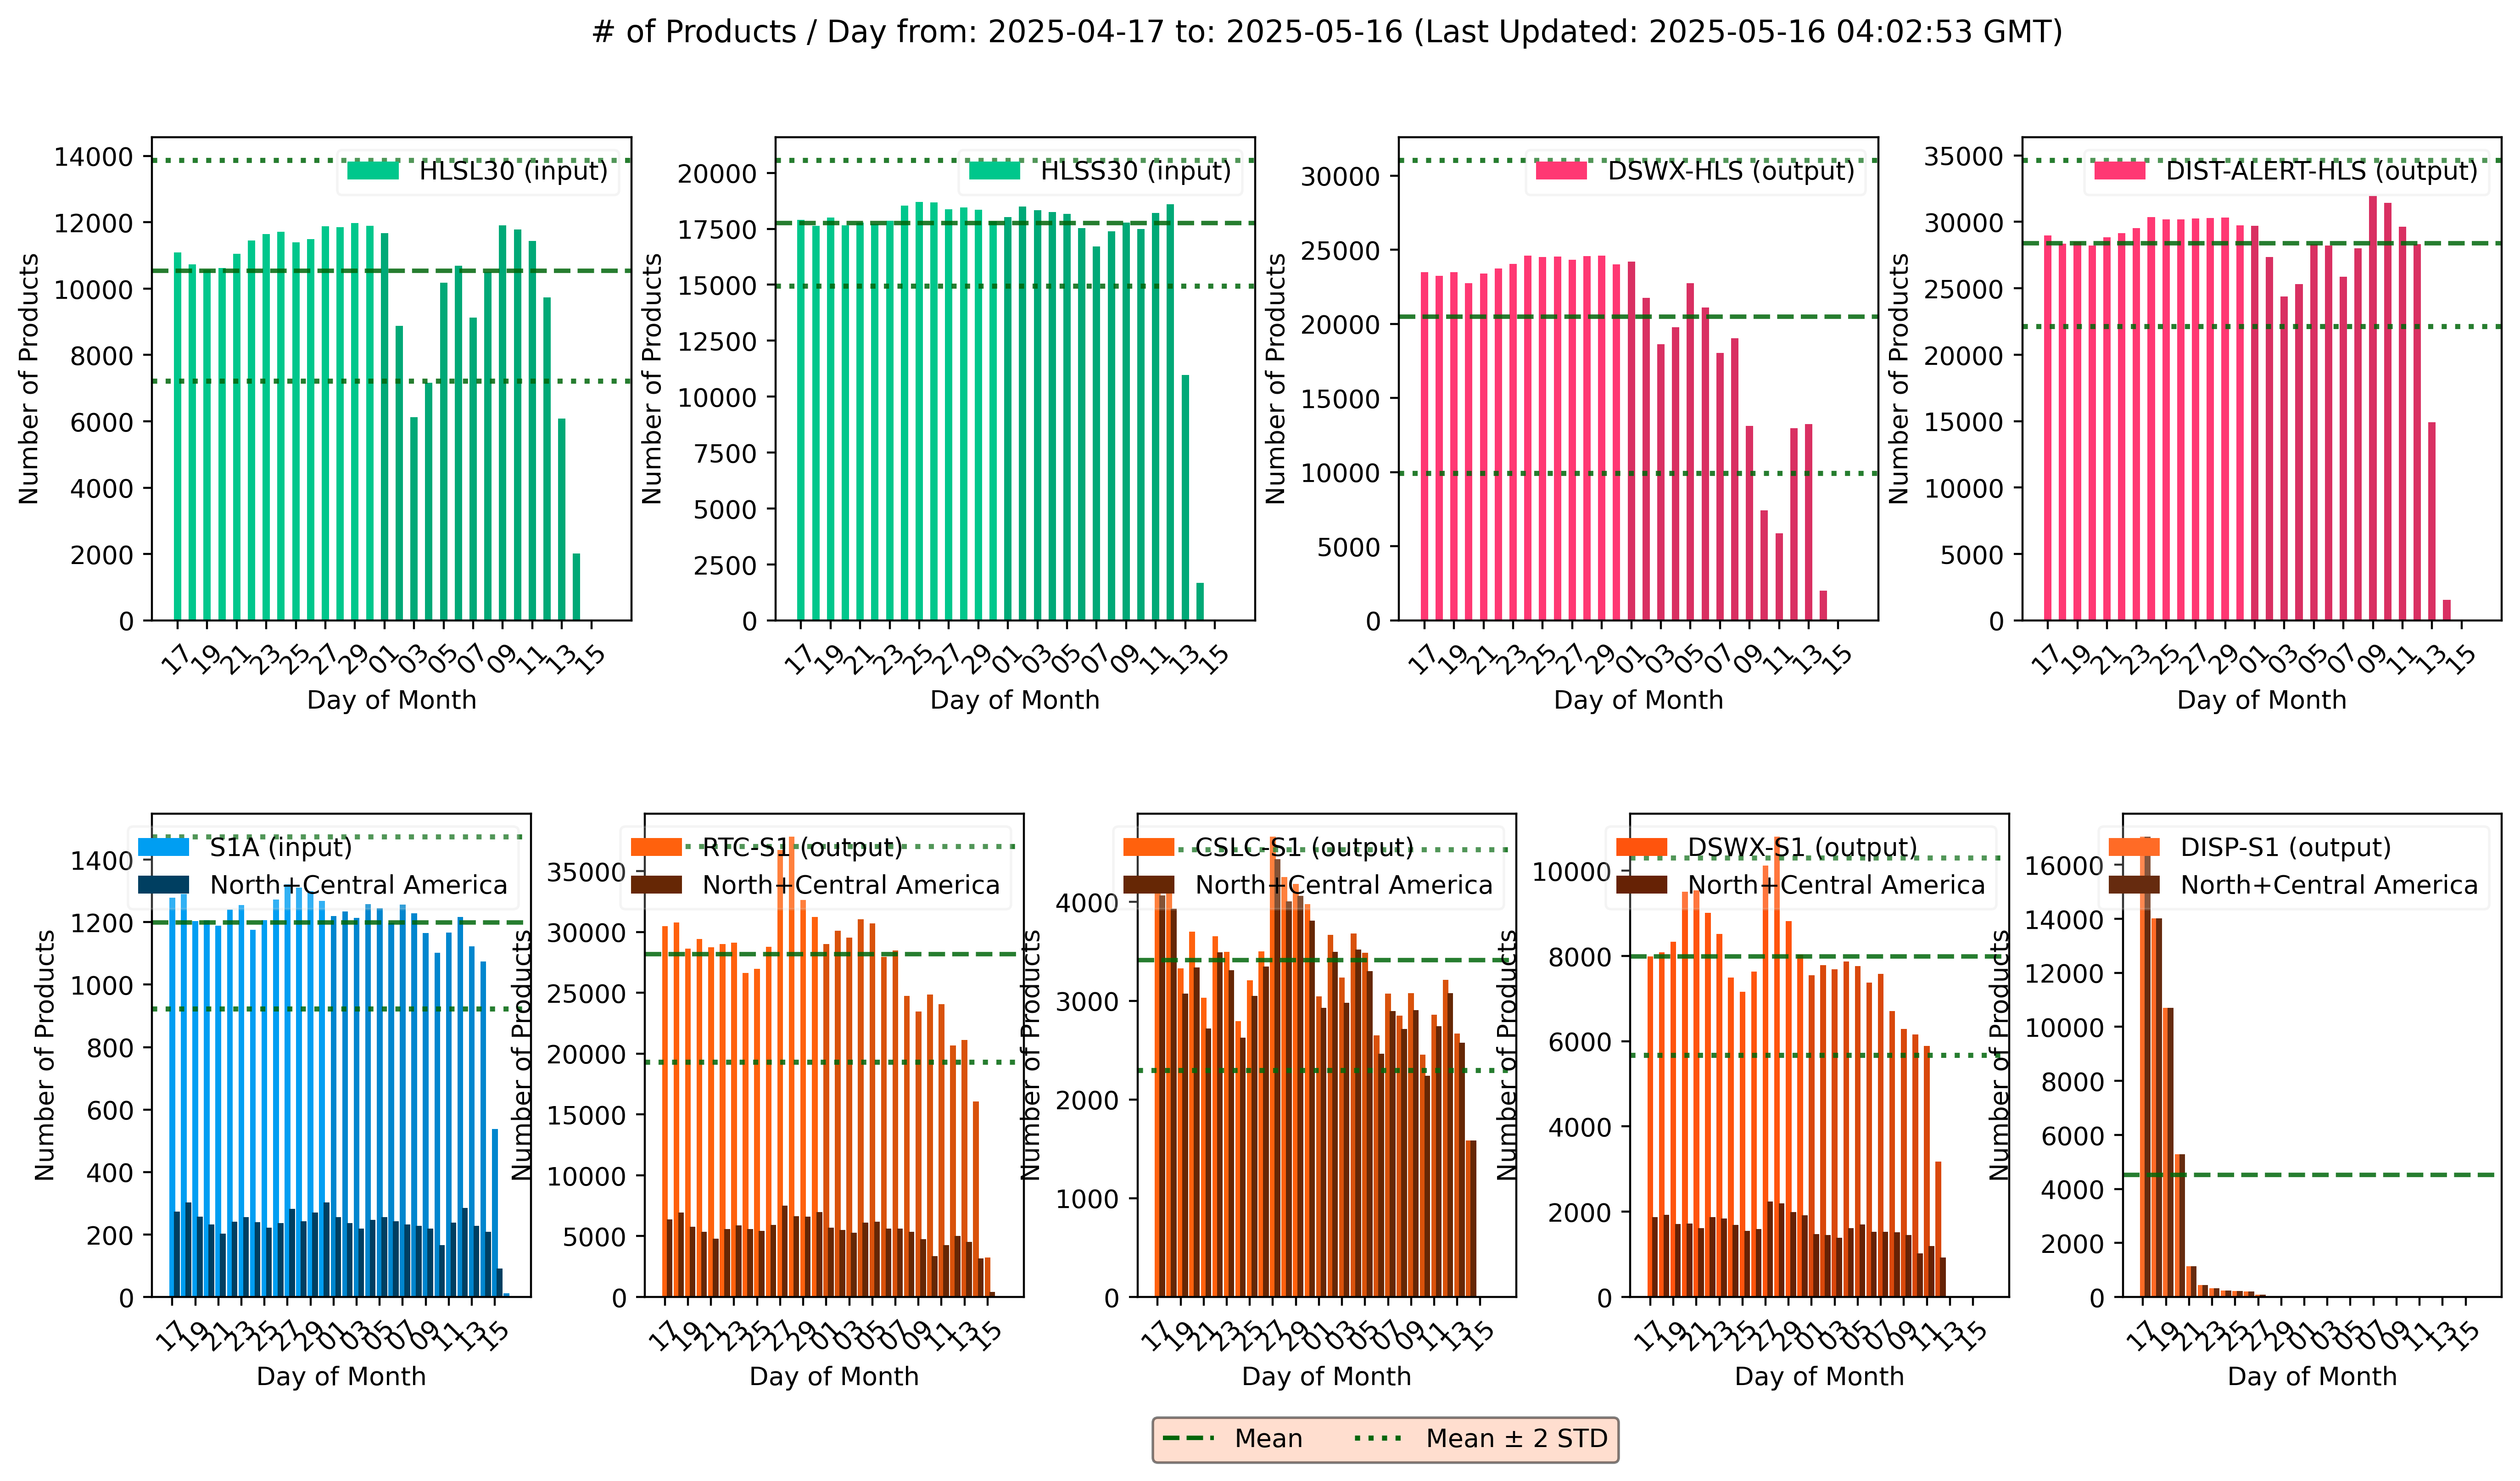 # of Products / Day from: 2025-04-17 to: 2025-05-16 (Last Updated: 2025-05-16 04:02:53 GMT)
HLSL30 (input)
Number of Products
14000
12000
10000
8000
6000
4000
2000
0
17 19 21 23 25 27 29 01 03 05 07 09 11 13 15
Day of Month
HLSS30 (input)
Number of Products
20000
17500
15000
12500
10000
7500
5000
2500
0
17 19 21 23 25 27 29 01 03 05 07 09 11 13 15
Day of Month
DSWX-HLS (output)
Number of Products
30000
25000
20000
15000
10000
5000
0
17 19 21 23 25 27 29 01 03 05 07 09 11 13 15
Day of Month
DIST-ALERT-HLS (output)
Number of Products
35000
30000
25000
20000
15000
10000
5000
0
17 19 21 23 25 27 29 01 03 05 07 09 11 13 15
Day of Month
S1A (input)
North+Central America
Number of Products
1400
1200
1000
800
600
400
200
0
17 19 21 23 25 27 29 01 03 05 07 09 11 13 15
Day of Month
RTC-S1 (output)
North+Central America
Number of Products
35000
30000
25000
20000
15000
10000
5000
0
17 19 21 23 25 27 29 01 03 05 07 09 11 13 15
Day of Month
CSLC-S1 (output)
North+Central America
Number of Products
4000
3000
2000
1000
0
17 19 21 23 25 27 29 01 03 05 07 09 11 13 15
Day of Month
DSWX-S1 (output)
North+Central America
Number of Products
10000
8000
6000
4000
2000
0
17 19 21 23 25 27 29 01 03 05 07 09 11 13 15
Day of Month
DISP-S1 (output)
North+Central America
Number of Products
16000
14000
12000
10000
8000
6000
4000
2000
0
17 19 21 23 25 27 29 01 03 05 07 09 11 13 15
Day of Month
Mean
Mean ± 2 STD